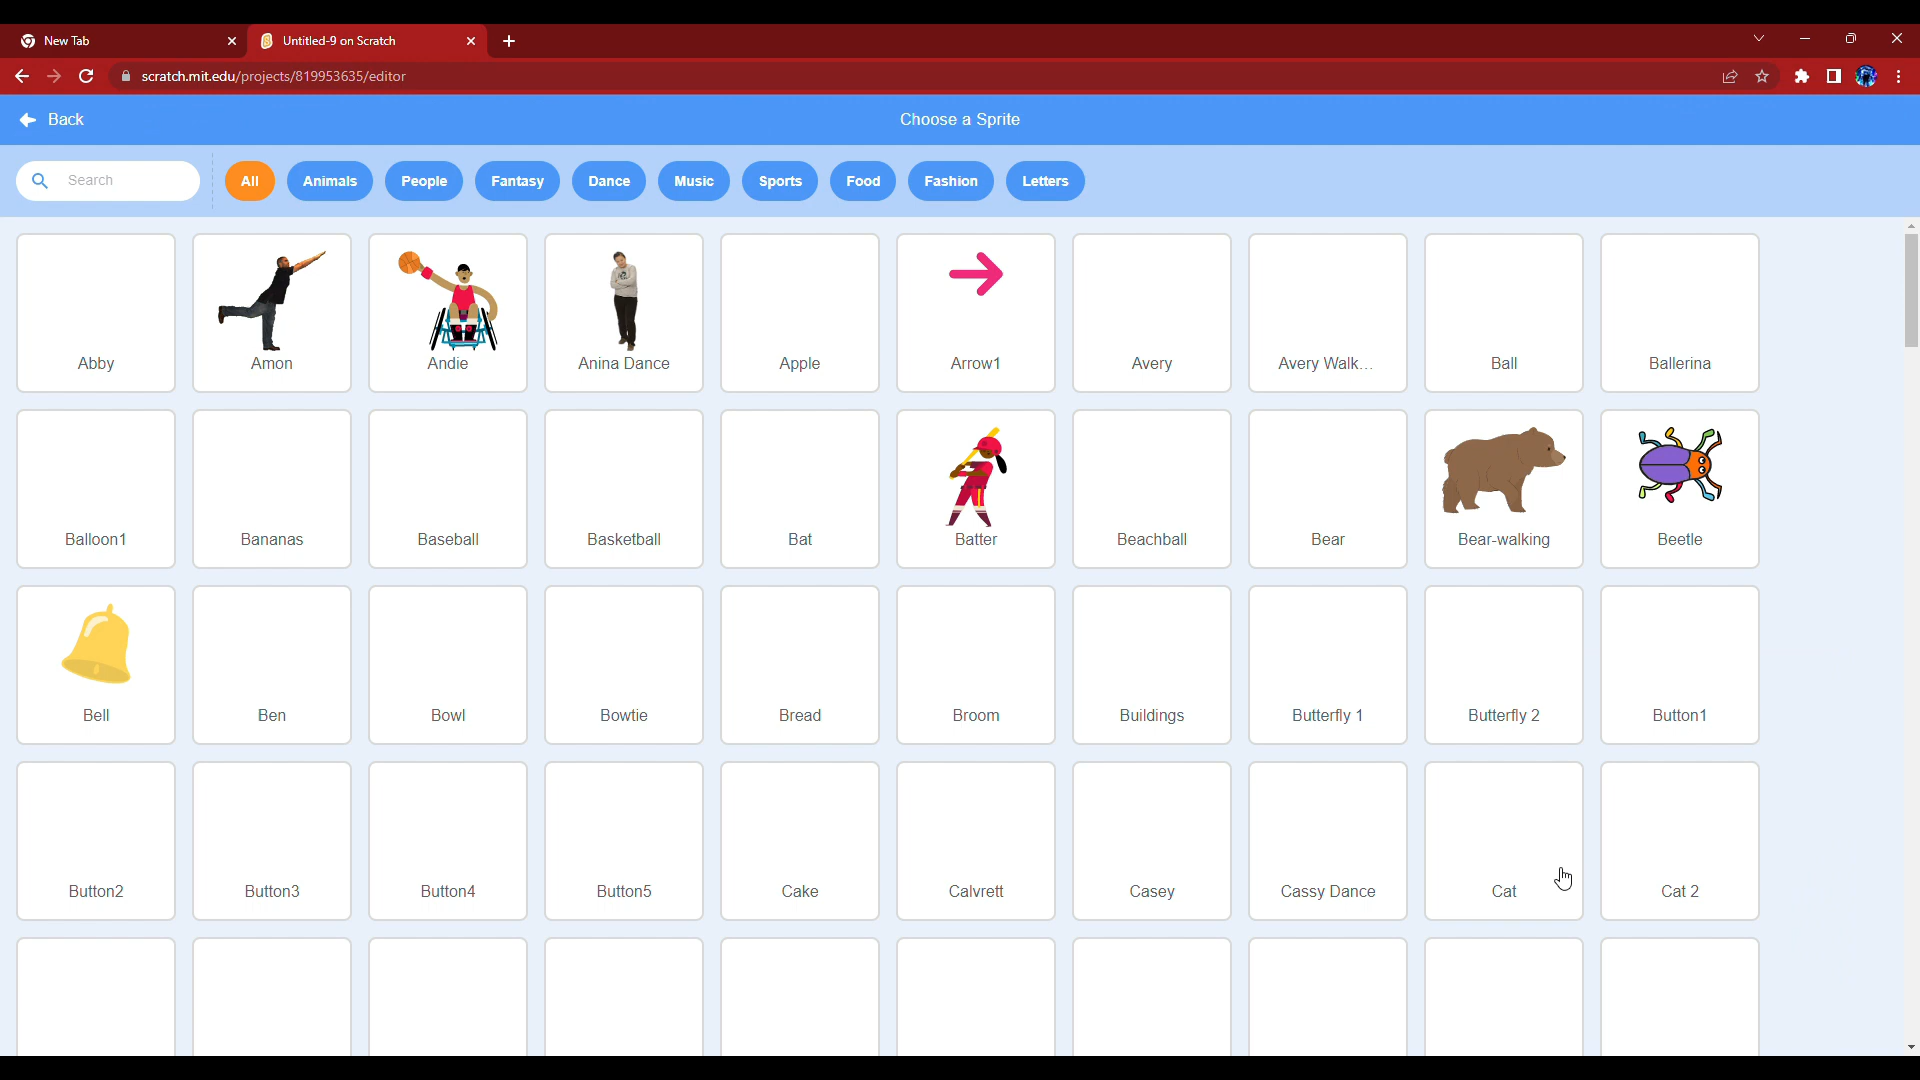 New Tab
Untitled-9 on Scratch
scratch.mit.edu/projects/819953635/editor
Back
Choose a Sprite
Search
All
Animals
People
Fantasy
Dance
Music
Sports
Food
Fashion
Letters
Abby
Amon
Andie
Anina Dance
Apple
Arrow1
Avery
Avery Walk...
Ball
Ballerina
Balloon1
Bananas
Baseball
Basketball
Bat
Batter
Beachball
Bear
Bear-walking
Beetle
Bell
Ben
Bowl
Bowtie
Bread
Broom
Buildings
Butterfly 1
Butterfly 2
Button1
Button2
Button3
Button4
Button5
Cake
Calvrett
Casey
Cassy Dance
Cat
Cat 2